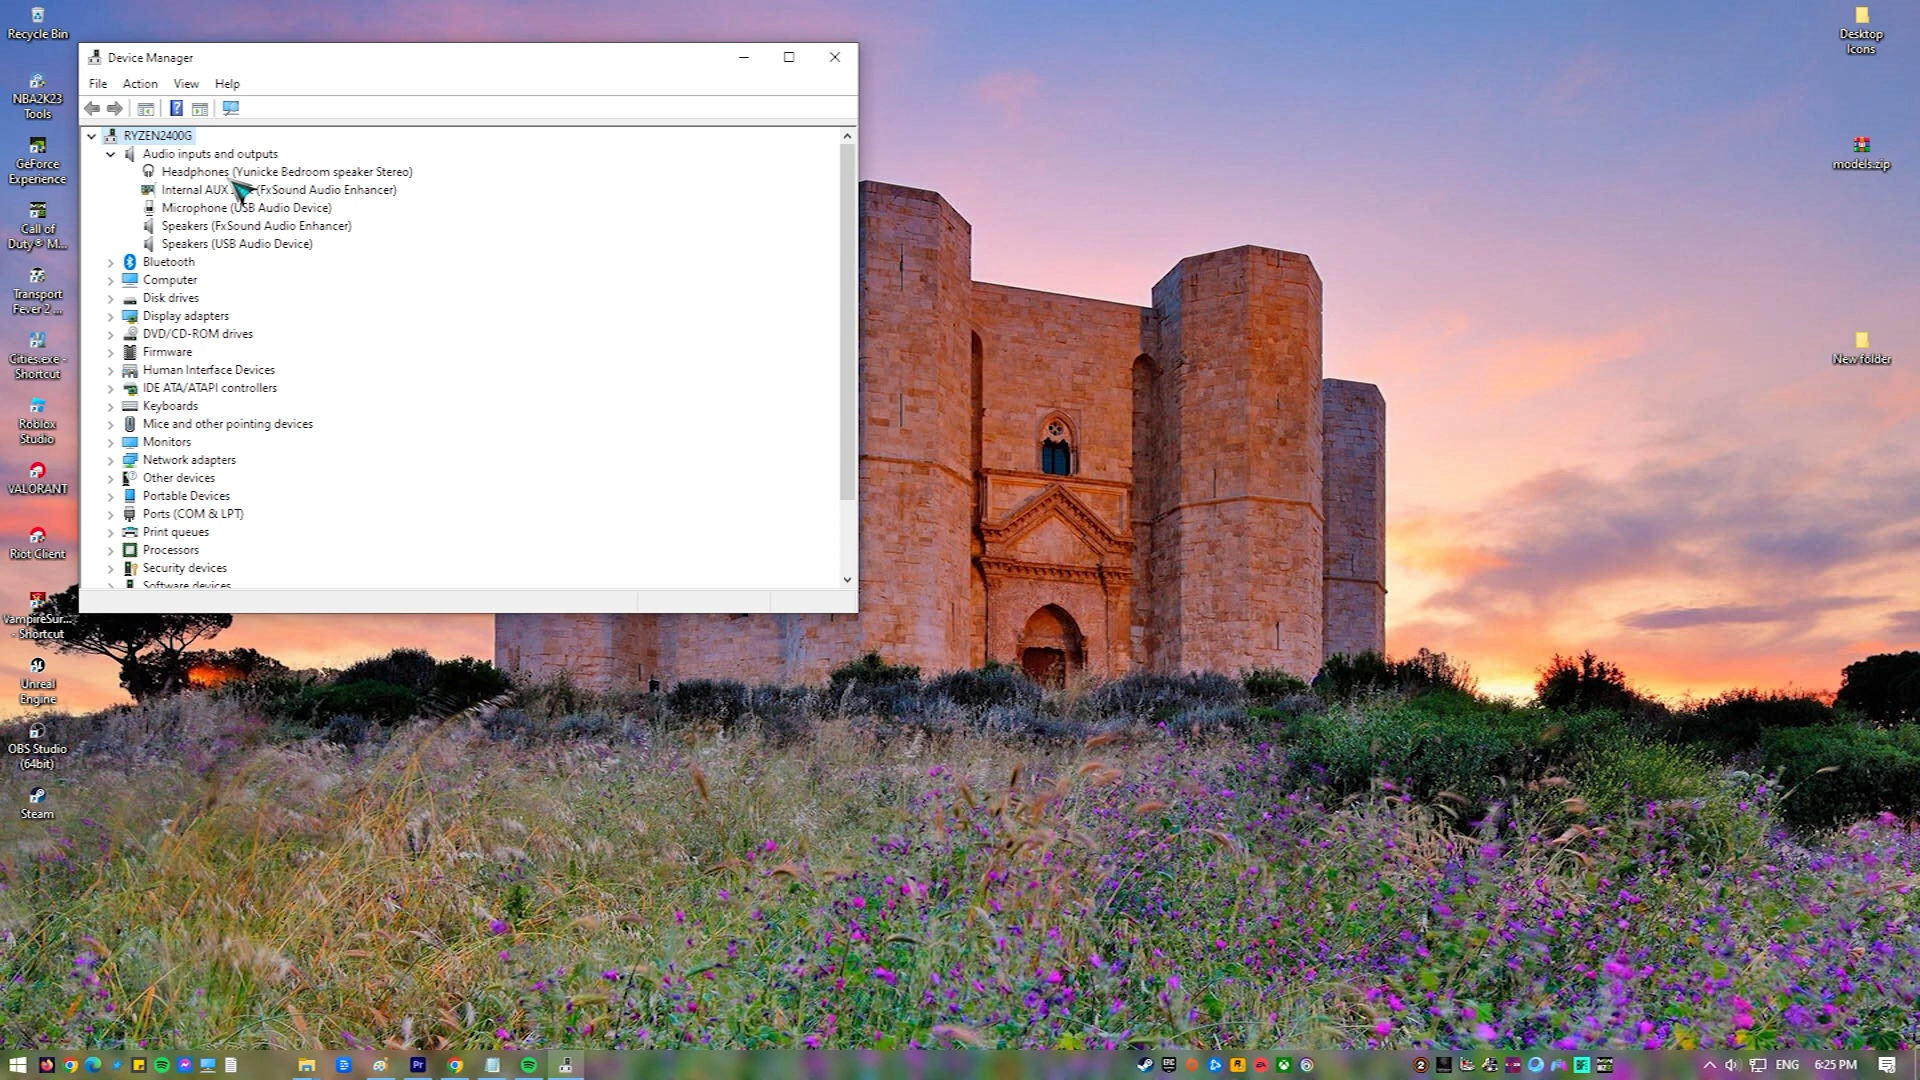 Recycle Bin
NBA2K23
Tools
GeForce
Experience
Call of
Duty® M...
Transport
Fever 2 ...
Cities.exe -
Shortcut
Roblox
Studio
VALORANT
Riot Client
VampireSur...
- Shortcut
Unreal
Engine
OBS Studio
(64bit)
Steam
Device Manager
File Action View Help
RYZEN2400G
Audio inputs and outputs
Headphones (Yunicke Bedroom speaker Stereo)
Internal AUX (FxSound Audio Enhancer)
Microphone (USB Audio Device)
Speakers (FxSound Audio Enhancer)
Speakers (USB Audio Device)
Bluetooth
Computer
Disk drives
Display adapters
DVD/CD-ROM drives
Firmware
Human Interface Devices
IDE ATA/ATAPI controllers
Keyboards
Mice and other pointing devices
Monitors
Network adapters
Other devices
Portable Devices
Ports (COM & LPT)
Print queues
Processors
Security devices
Software devices
Desktop
Icons
models.zip
New folder
Pr
ENG
6:25 PM